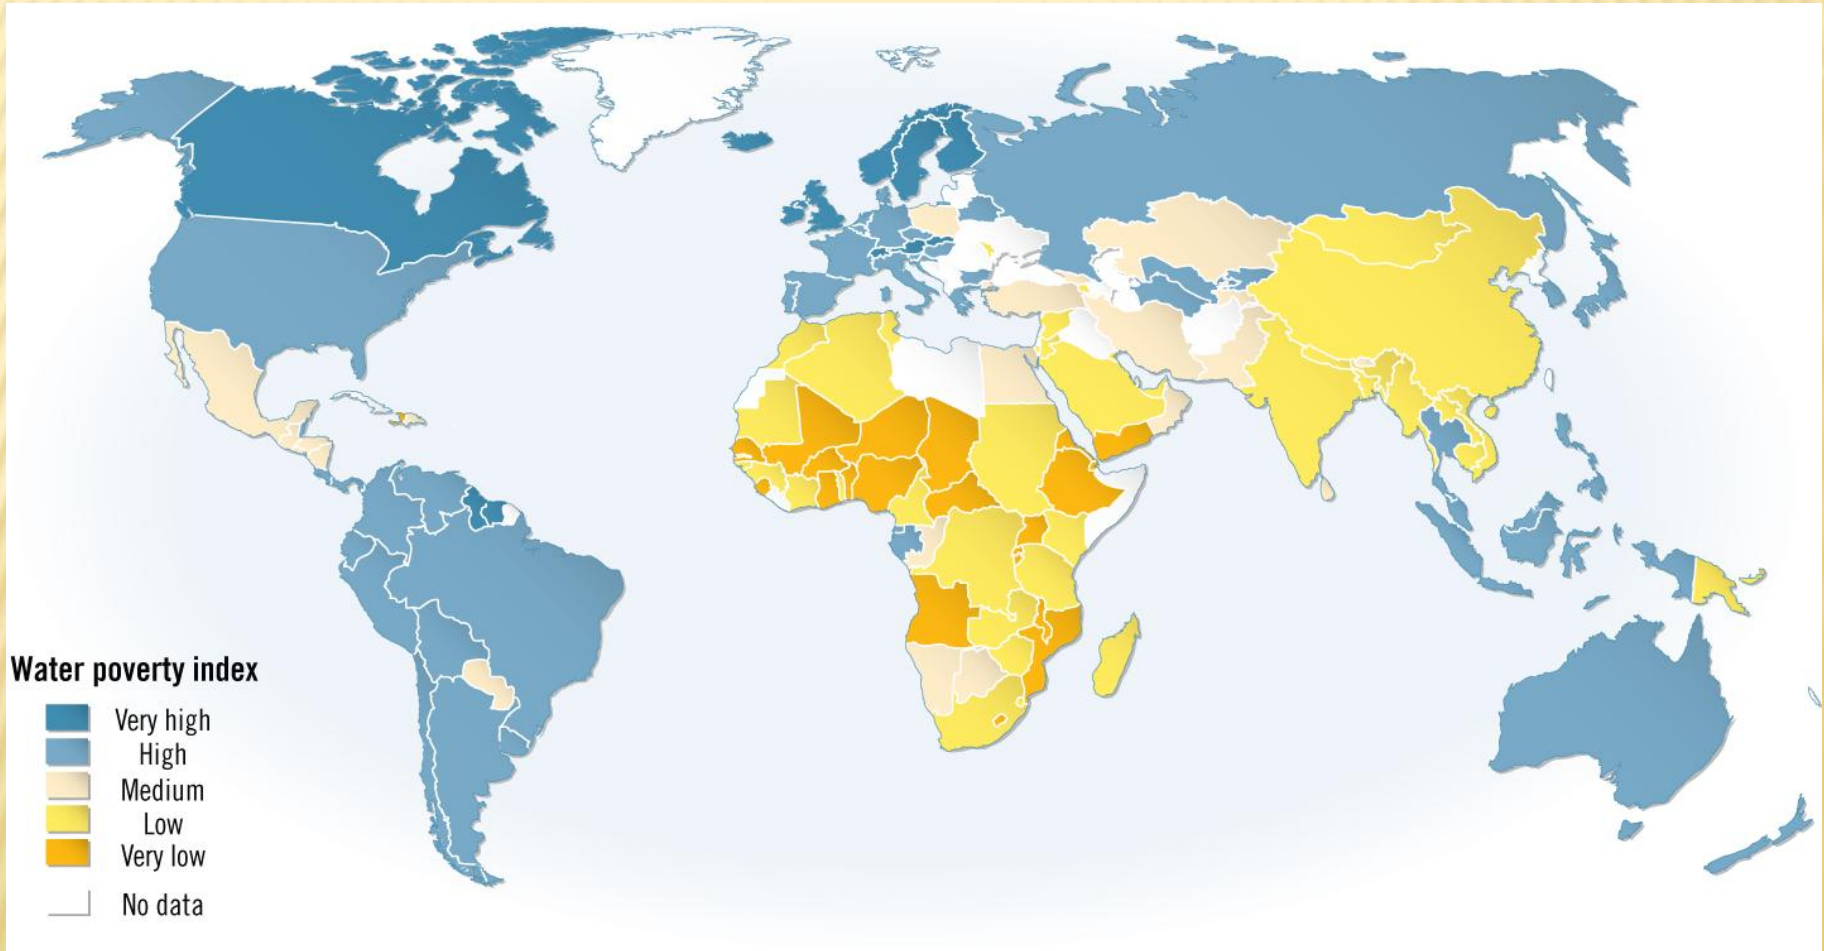 Water poverty index
Very high
High
Medium
Low
Very low
No data